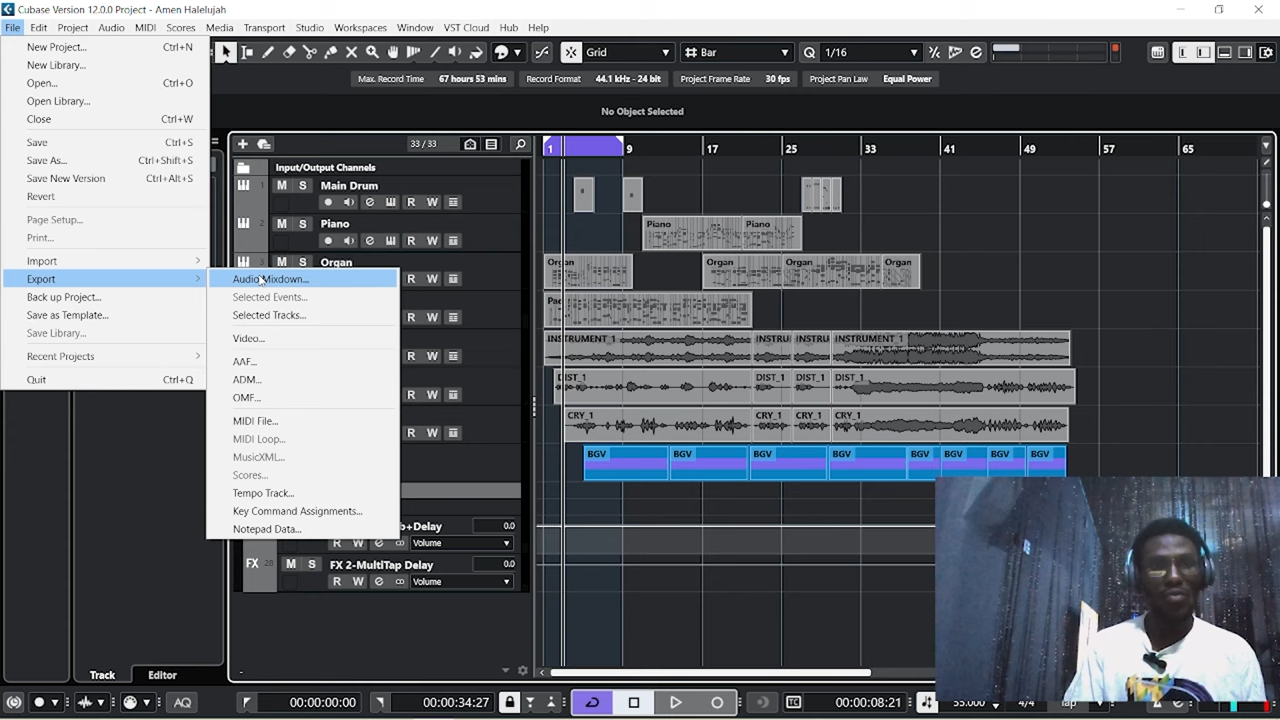 Cubase Version 12.0.0 Project - Amen Halelujah
File Edit Project Audio MIDI Scores Media Transport Studio Workspaces Window VST Cloud Hub Help
New Project... Ctrl+N
New Library...
Open... Ctrl+O
Open Library...
Close Ctrl+W
Save Ctrl+S
Save As... Ctrl+Shift+S
Save New Version Ctrl+Alt+S
Revert
Page Setup...
Print...
Import
Export
Back up Project...
Save as Template...
Save Library...
Recent Projects
Quit Ctrl+Q
Audio Mixdown...
Selected Events...
Selected Tracks...
Video...
AAF...
ADM...
OMF...
MIDI File...
MIDI Loop...
MusicXML...
Scores...
Tempo Track...
Key Command Assignments...
Notepad Data...
Grid Bar Q 1/16
Max. Record Time 67 hours 53 mins Record Format 44.1 kHz - 24 bit Project Frame Rate 30 fps Project Pan Law Equal Power
No Object Selected
33 / 33
1 9 17 25 33 41 49 57 65
Input/Output Channels
1 M S Main Drum
R W
2 M S Piano
R W
3 M S Organ
R W
R W
R W
R W
R W
Piano Piano
Organ Organ Organ Organ
INSTRUMENT_1 INSTRUMENT_1
DIST_1 DIST_1 DIST_1 DIST_1
CRY_1 CRY_1 CRY_1 CRY_1
BGV BGV BGV BGV BGV BGV BGV BGV
+Delay 0.0
R W Volume
FX 28 M S FX 2-MultiTap Delay 0.0
R W Volume
Track Editor
AQ 00:00:00:00 00:00:34:27 TC 00:00:08:21 4/4 Tap